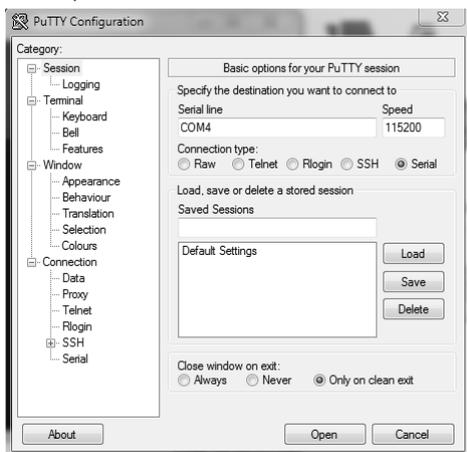 PuTTY Configuration
Category:
Session
Logging
Terminal
Keyboard
Bell
Features
Window
Appearance
Behaviour
Translation
Selection
Colours
Connection
Data
Proxy
Telnet
Rlogin
SSH
Serial
Basic options for your PuTTY session
Specify the destination you want to connect to
Serial line Speed
COM4 115200
Connection type:
Raw Telnet Rlogin SSH Serial
Load, save or delete a stored session
Saved Sessions
Default Settings
Load
Save
Delete
Close window on exit:
Always Never Only on clean exit
About Open Cancel